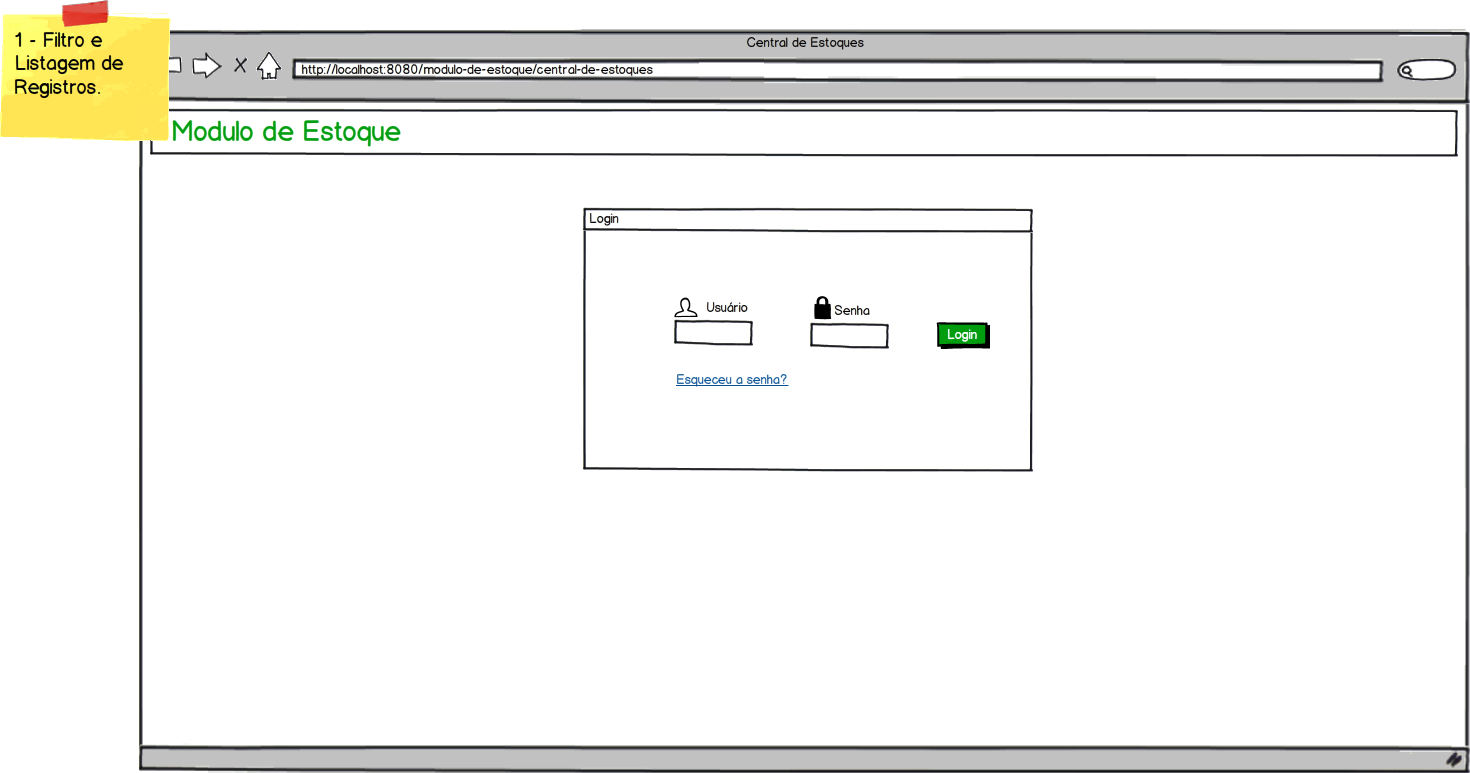 1 - Filtro e
Listagem de
Registros.
Central de Estoques
http://localhost:8080/modulo-de-estoque/central-de-estoques
Modulo de Estoque
Login
Usuário
Senha
Login
Esqueceu a senha?